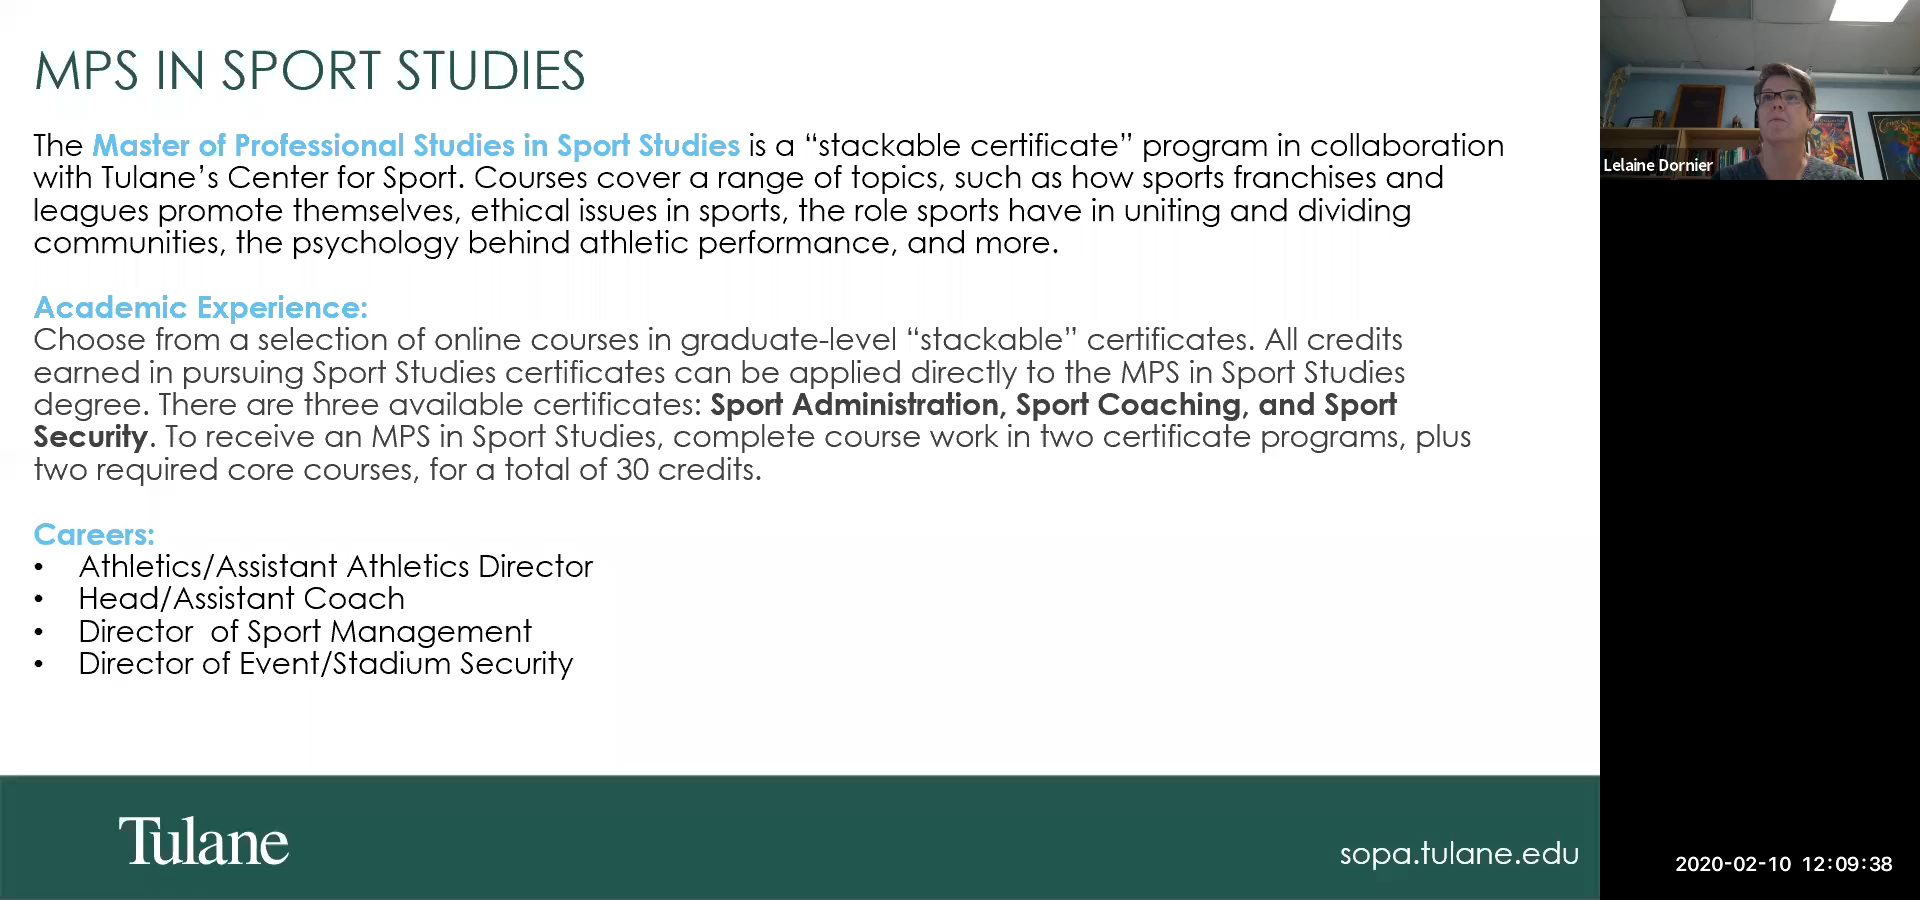 MPS IN SPORT STUDIES
The Master of Professional Studies in Sport Studies is a “stackable certificate” program in collaboration
with Tulane’s Center for Sport. Courses cover a range of topics, such as how sports franchises and
leagues promote themselves, ethical issues in sports, the role sports have in uniting and dividing
communities, the psychology behind athletic performance, and more.
Academic Experience:
Choose from a selection of online courses in graduate-level “stackable” certificates. All credits
earned in pursuing Sport Studies certificates can be applied directly to the MPS in Sport Studies
degree. There are three available certificates: Sport Administration, Sport Coaching, and Sport
Security. To receive an MPS in Sport Studies, complete course work in two certificate programs, plus
two required core courses, for a total of 30 credits.
Careers:
• Athletics/Assistant Athletics Director
• Head/Assistant Coach
• Director  of Sport Management
• Director of Event/Stadium Security
Tulane
sopa.tulane.edu
Lelaine Dornier
2020-02-10 12:09:38